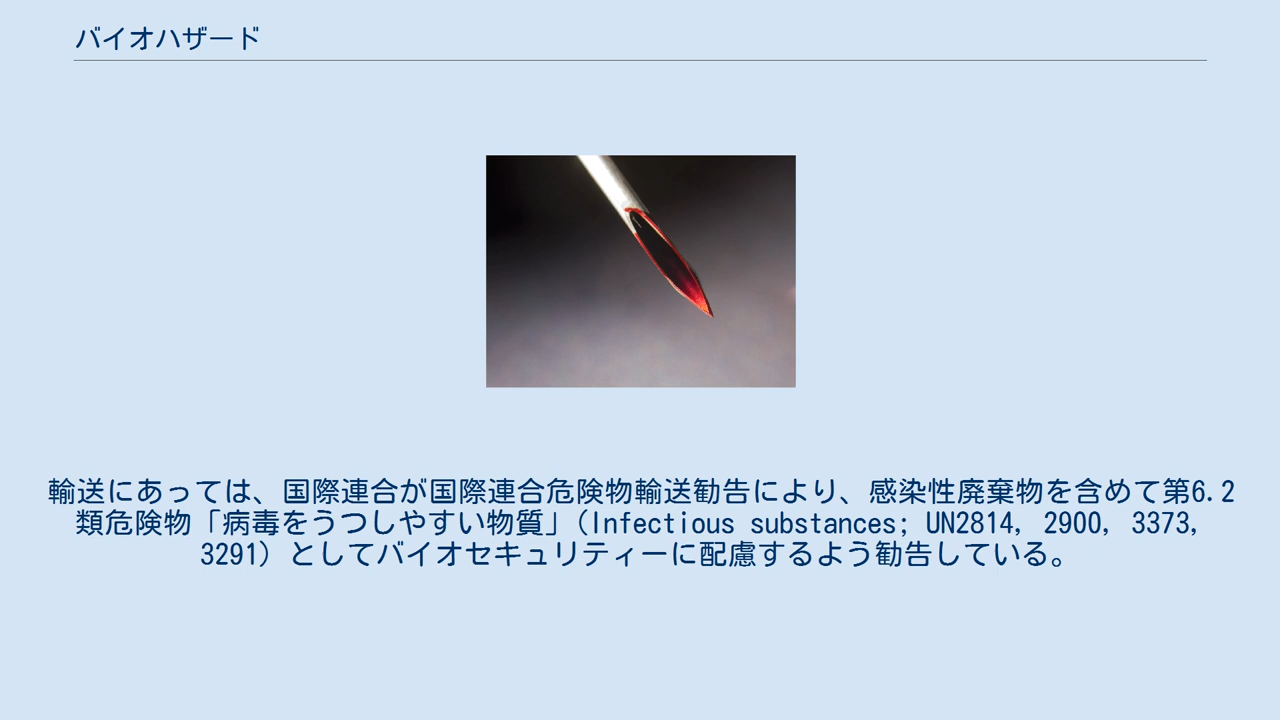 バイオハザード
輸送にあっては、国際連合が国際連合危険物輸送勧告により、感染性廃棄物を含めて第6.2
類危険物「病毒をうつしやすい物質」（Infectious substances; UN2814, 2900, 3373,
3291）としてバイオセキュリティーに配慮するよう勧告している。